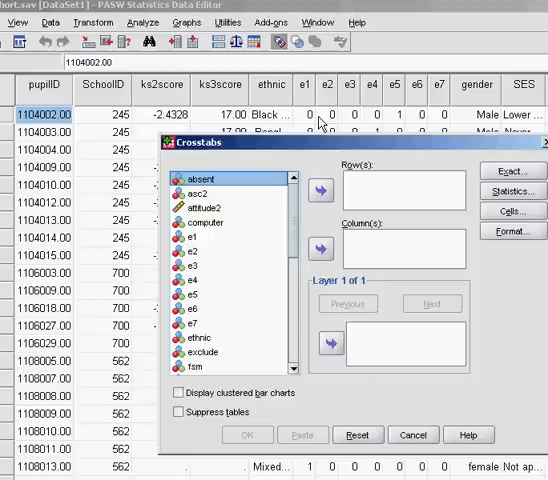 hort.sav [DataSet1] - PASW Statistics Data Editor
View Data Transform Analyze Graphs Utilities Add-ons Window Help
1104002.00
pupilID SchoolID ks2score ks3score ethnic e1 e2 e3 e4 e5 e6 e7 gender SES
1104002.00 245 -2.4328 17.00 Black ... 0 0 0 0 1 0 0 Male Lower ...
1104003.00 245
1104004.00 245
1104009.00 245
1104010.00 245
1104012.00 245
1104013.00 245
1104014.00 245
1104015.00 245
1106003.00 700
1106009.00 700
1106018.00 700
1106027.00 700
1106029.00 700
1108005.00 562
1108007.00 562
1108008.00 562
1108009.00 562
1108010.00 562
1108011.00 562
1108013.00 562 . . Mixed... 1 0 0 0 0 0 0 female Not ap...
Crosstabs
absent
asc2
attitude2
computer
e1
e2
e3
e4
e5
e6
e7
ethnic
exclude
fsm
Row(s):
Column(s):
Layer 1 of 1
Previous Next
Exact...
Statistics...
Cells...
Format...
Display clustered bar charts
Suppress tables
OK Paste Reset Cancel Help